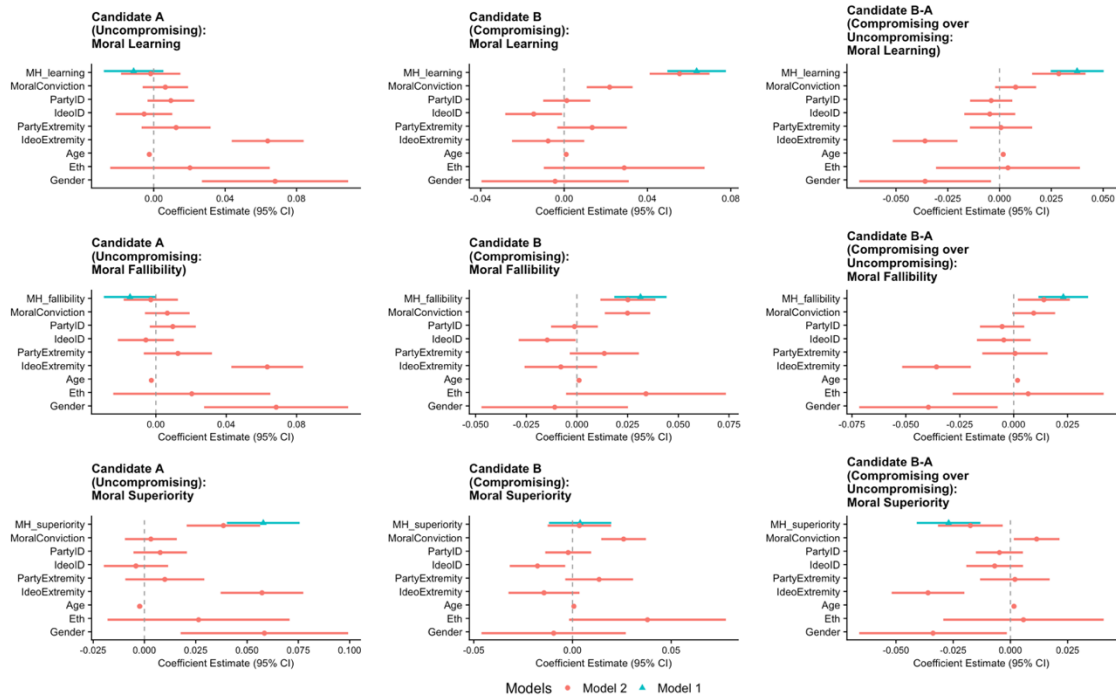 Candidate A
(Uncompromising):
Moral Learning
MH_learning
MoralConviction
PartyID
IdeoID
PartyExtremity
IdeoExtremity
Age
Eth
Gender
0.00 0.04 0.08
Coefficient Estimate (95% CI)
Candidate B
(Compromising):
Moral Learning
MH_learning
MoralConviction
PartyID
IdeoID
PartyExtremity
IdeoExtremity
Age
Eth
Gender
-0.04 0.00 0.04 0.08
Coefficient Estimate (95% CI)
Candidate B-A
(Compromising over
Uncompromising:
Moral Learning)
MH_learning
MoralConviction
PartyID
IdeoID
PartyExtremity
IdeoExtremity
Age
Eth
Gender
-0.050 -0.025 0.000 0.025 0.050
Coefficient Estimate (95% CI)
Candidate A
(Uncompromising:
Moral Fallibility)
MH_fallibility
MoralConviction
PartyID
IdeoID
PartyExtremity
IdeoExtremity
Age
Eth
Gender
0.00 0.04 0.08
Coefficient Estimate (95% CI)
Candidate B
(Compromising):
Moral Fallibility
MH_fallibility
MoralConviction
PartyID
IdeoID
PartyExtremity
IdeoExtremity
Age
Eth
Gender
-0.050 -0.025 0.000 0.025 0.050 0.075
Coefficient Estimate (95% CI)
Candidate B-A
(Compromising over
Uncompromising):
Moral Fallibility
MH_fallibility
MoralConviction
PartyID
IdeoID
PartyExtremity
IdeoExtremity
Age
Eth
Gender
-0.075 -0.050 -0.025 0.000 0.025
Coefficient Estimate (95% CI)
Candidate A
(Uncompromising):
Moral Superiority
MH_superiority
MoralConviction
PartyID
IdeoID
PartyExtremity
IdeoExtremity
Age
Eth
Gender
-0.025 0.000 0.025 0.050 0.075 0.100
Coefficient Estimate (95% CI)
Candidate B
(Compromising):
Moral Superiority
MH_superiority
MoralConviction
PartyID
IdeoID
PartyExtremity
IdeoExtremity
Age
Eth
Gender
-0.05 0.00 0.05
Coefficient Estimate (95% CI)
Candidate B-A
(Compromising over
Uncompromising):
Moral Superiority
MH_superiority
MoralConviction
PartyID
IdeoID
PartyExtremity
IdeoExtremity
Age
Eth
Gender
-0.050 -0.025 0.000 0.025
Coefficient Estimate (95% CI)
Models Model 2 Model 1